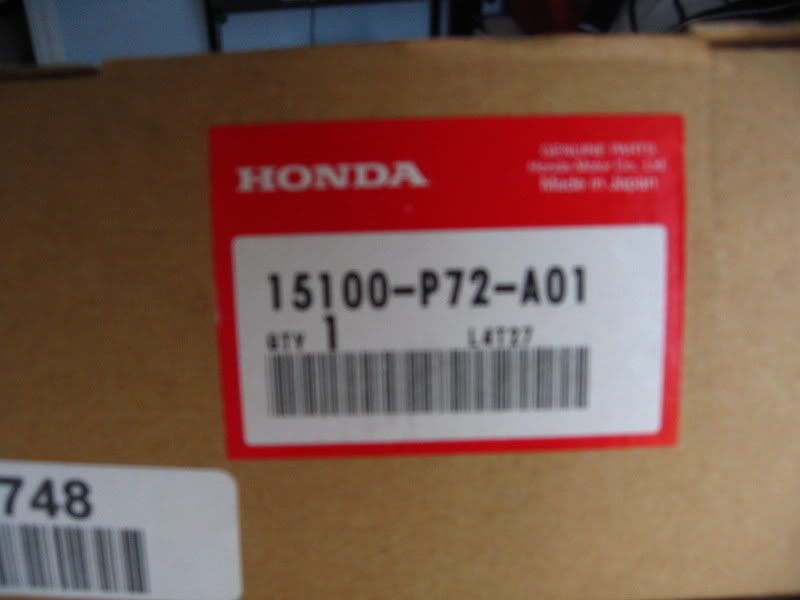 HONDA
GENUINE PARTS
Honda Motor Co., Ltd.
Made in Japan
15100-P72-A01
QTY 1 L4T27
748